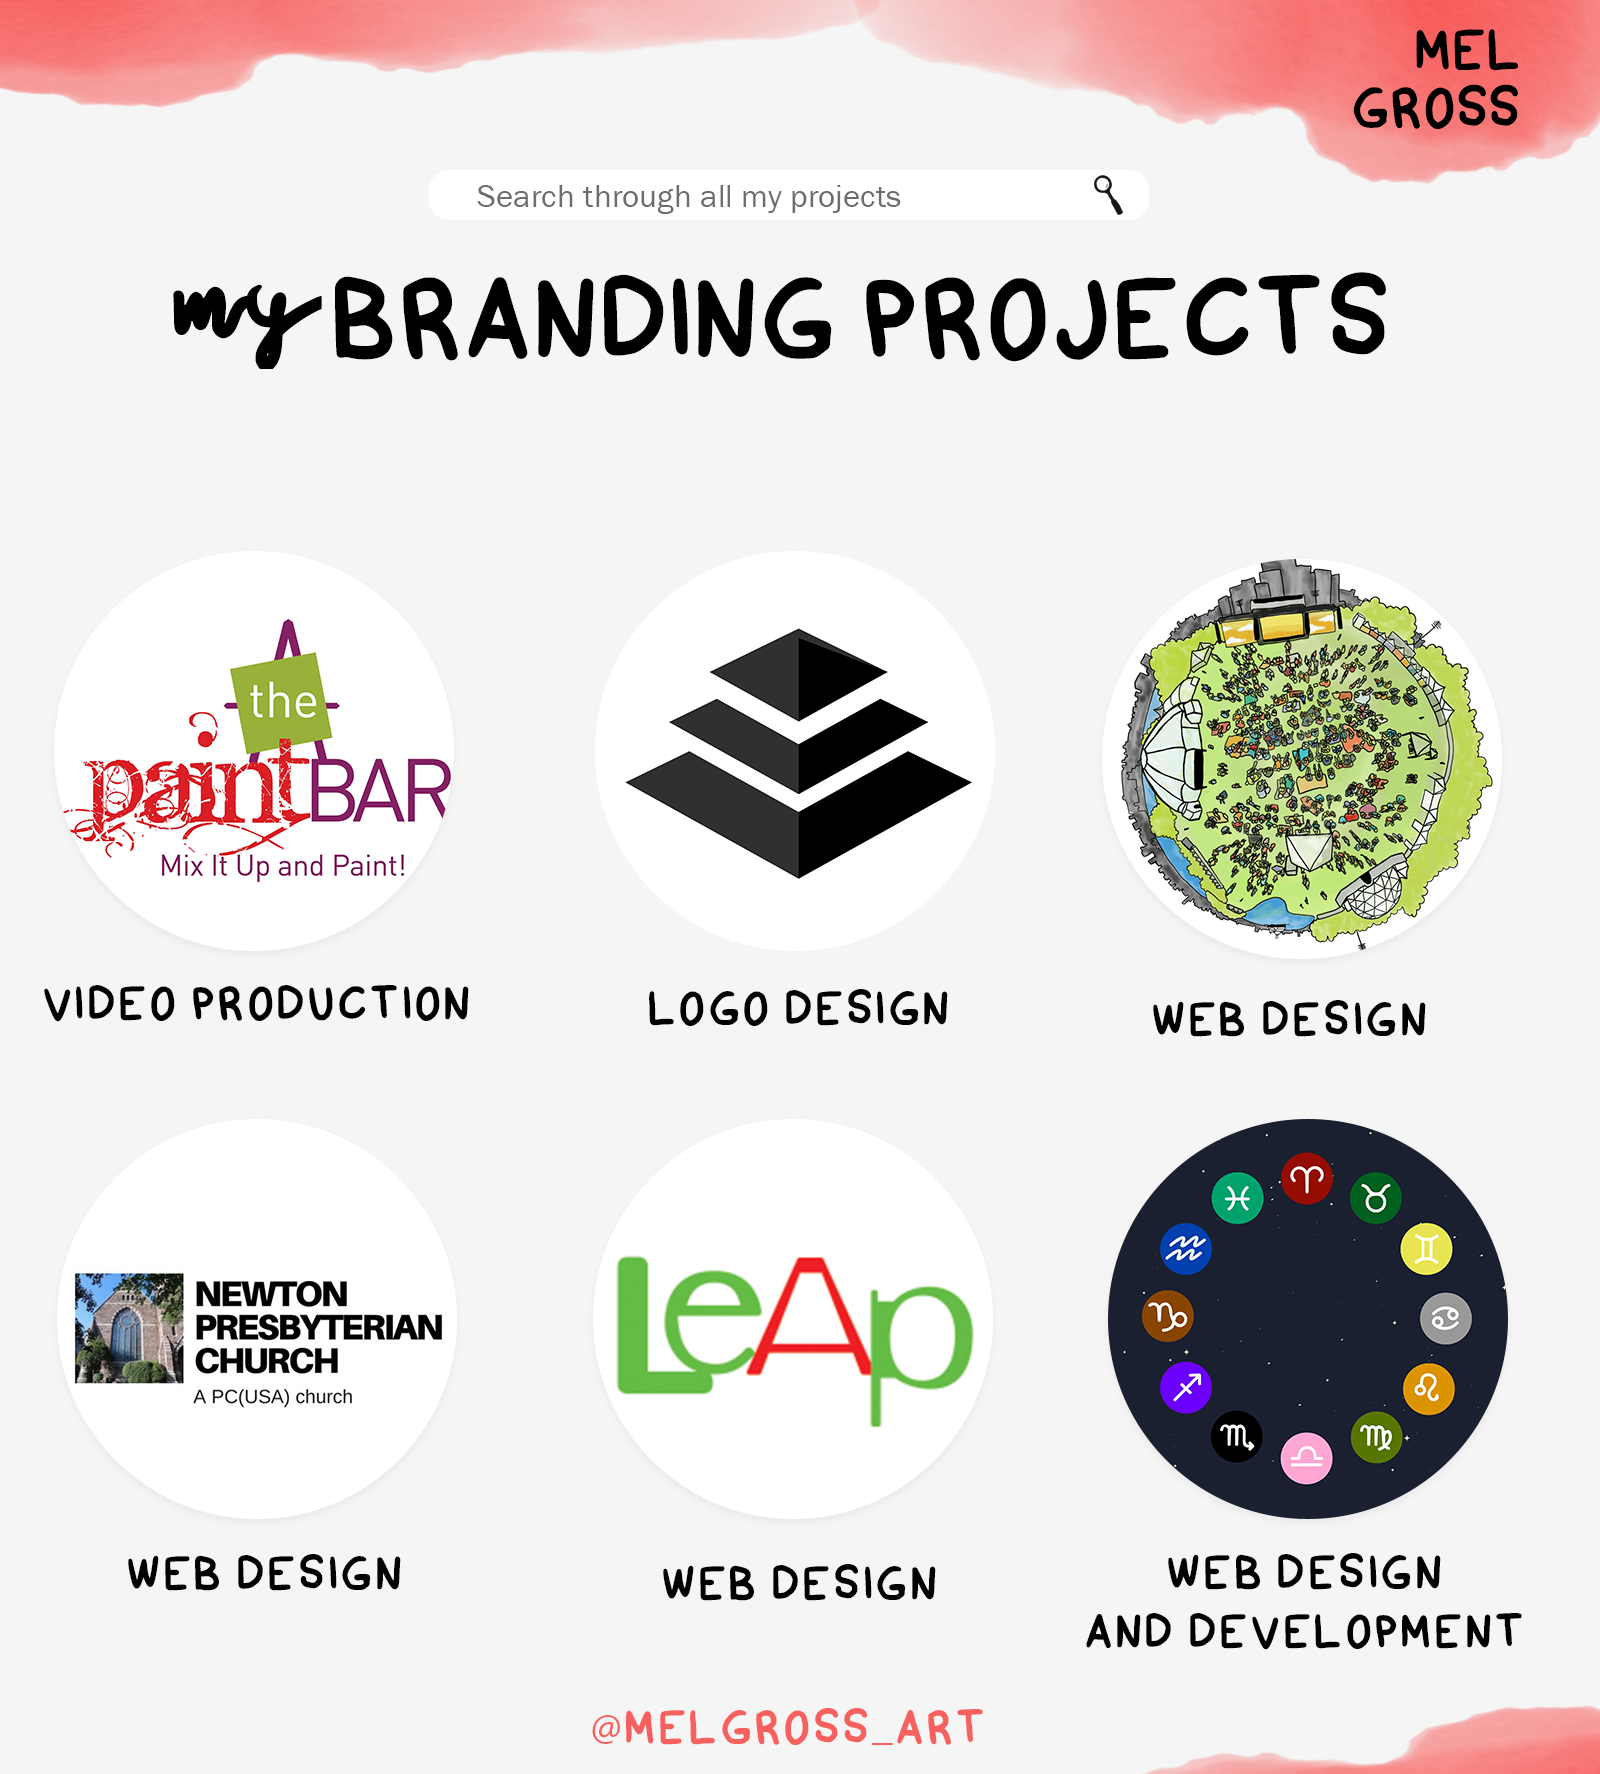 MEL
GROSS
Search through all my projects
my BRANDING PROJECTS
the
paintBAR
Mix It Up and Paint!
VIDEO PRODUCTION
LOGO DESIGN
WEB DESIGN
NEWTON
PRESBYTERIAN
CHURCH
A PC(USA) church
LeAp
WEB DESIGN
WEB DESIGN
WEB DESIGN
AND DEVELOPMENT
@MELGROSS_ART